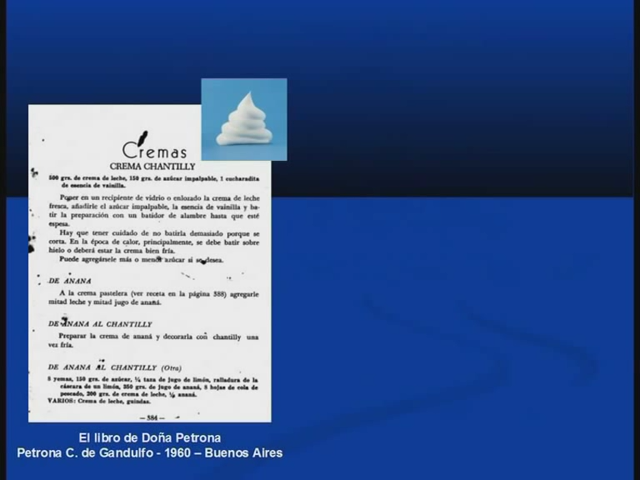 Cremas
CREMA CHANTILLY
500 grs. de crema de leche, 150 grs. de azúcar impalpable, 1 cucharadita
de esencia de vainilla.
Poner en un recipiente de vidrio o enlozado la crema de leche
fresca, añadirle el azúcar impalpable, la esencia de vainilla y ba-
tir la preparación con un batidor de alambre hasta que esté
espesa.
Hay que tener cuidado de no batirla demasiado porque se
corta. En la época de calor, principalmente, se debe batir sobre
hielo o deberá estar la crema bien fría.
Puede agregársele más o menos azúcar si se desea.
DE ANANA
A la crema pastelera (ver receta en la página 388) agregarle
mitad leche y mitad jugo de ananá.
DE ANANA AL CHANTILLY
Preparar la crema de ananá y decorarla con chantilly una
vez fría.
DE ANANA AL CHANTILLY (Otra)
yemas, 150 grs. de azúcar, ½ taza de jugo de limón, ralladura de la
cáscara de un limón, 350 grs. de jugo de ananá, 8 hojas de cola de
pescado, 200 grs. de crema de leche, ½ ananá.
VARIOS: Crema de leche, guindas.
— 386 —
El libro de Doña Petrona
Petrona C. de Gandulfo - 1960 – Buenos Aires